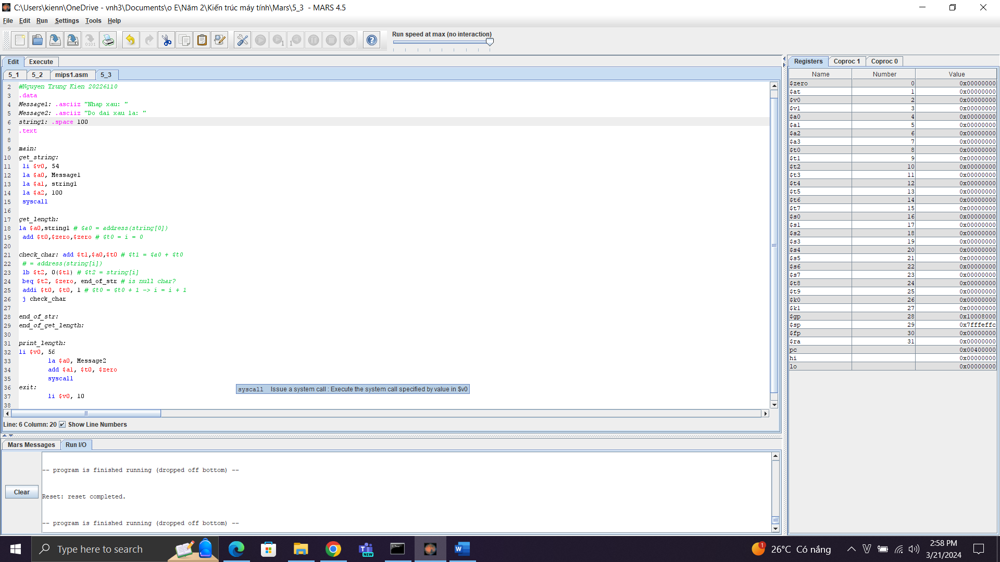 C:\Users\kienn\OneDrive - vnh3\Documents\o E\Năm 2\Kiến trúc máy tính\Mars\5_3 - MARS 4.5
File Edit Run Settings Tools Help
Run speed at max (no interaction)
Edit Execute
5_1 5_2 mips1.asm 5_3
2 #Nguyen Trung Kien 20226110
3 .data
4 Message1: .asciiz "Nhap xau: "
5 Message2: .asciiz "Do dai xau la: "
6 string1: .space 100
7 .text
8
9 main:
10 get_string:
11 li $v0, 54
12 la $a0, Message1
13 la $a1, string1
14 la $a2, 100
15 syscall
16
17 get_length:
18 la $a0,string1 # $a0 = address(string[0])
19 add $t0,$zero,$zero # $t0 = i = 0
20
21 check_char: add $t1,$a0,$t0 # $t1 = $a0 + $t0
22 # = address(string[i])
23 lb $t2, 0($t1) # $t2 = string[i]
24 beq $t2, $zero, end_of_str # is null char?
25 addi $t0, $t0, 1 # $t0 = $t0 + 1 -> i = i + 1
26 j check_char
27
28 end_of_str:
29 end_of_get_length:
30
31 print_length:
32 li $v0, 56
33 la $a0, Message2
34 add $a1, $t0, $zero
35 syscall
36 exit:
37 li $v0, 10
38
syscall Issue a system call : Execute the system call specified by value in $v0
Line: 6 Column: 20 Show Line Numbers
Mars Messages Run I/O
-- program is finished running (dropped off bottom) --
Clear
Reset: reset completed.
-- program is finished running (dropped off bottom) --
Registers Coproc 1 Coproc 0
Name Number Value
$zero 0 0x00000000
$at 1 0x00000000
$v0 2 0x00000000
$v1 3 0x00000000
$a0 4 0x00000000
$a1 5 0x00000000
$a2 6 0x00000000
$a3 7 0x00000000
$t0 8 0x00000000
$t1 9 0x00000000
$t2 10 0x00000000
$t3 11 0x00000000
$t4 12 0x00000000
$t5 13 0x00000000
$t6 14 0x00000000
$t7 15 0x00000000
$s0 16 0x00000000
$s1 17 0x00000000
$s2 18 0x00000000
$s3 19 0x00000000
$s4 20 0x00000000
$s5 21 0x00000000
$s6 22 0x00000000
$s7 23 0x00000000
$t8 24 0x00000000
$t9 25 0x00000000
$k0 26 0x00000000
$k1 27 0x00000000
$gp 28 0x10008000
$sp 29 0x7fffeffc
$fp 30 0x00000000
$ra 31 0x00000000
pc 0x00400000
hi 0x00000000
lo 0x00000000
Type here to search
NEW
1
26°C Có nắng
2:58 PM
3/21/2024